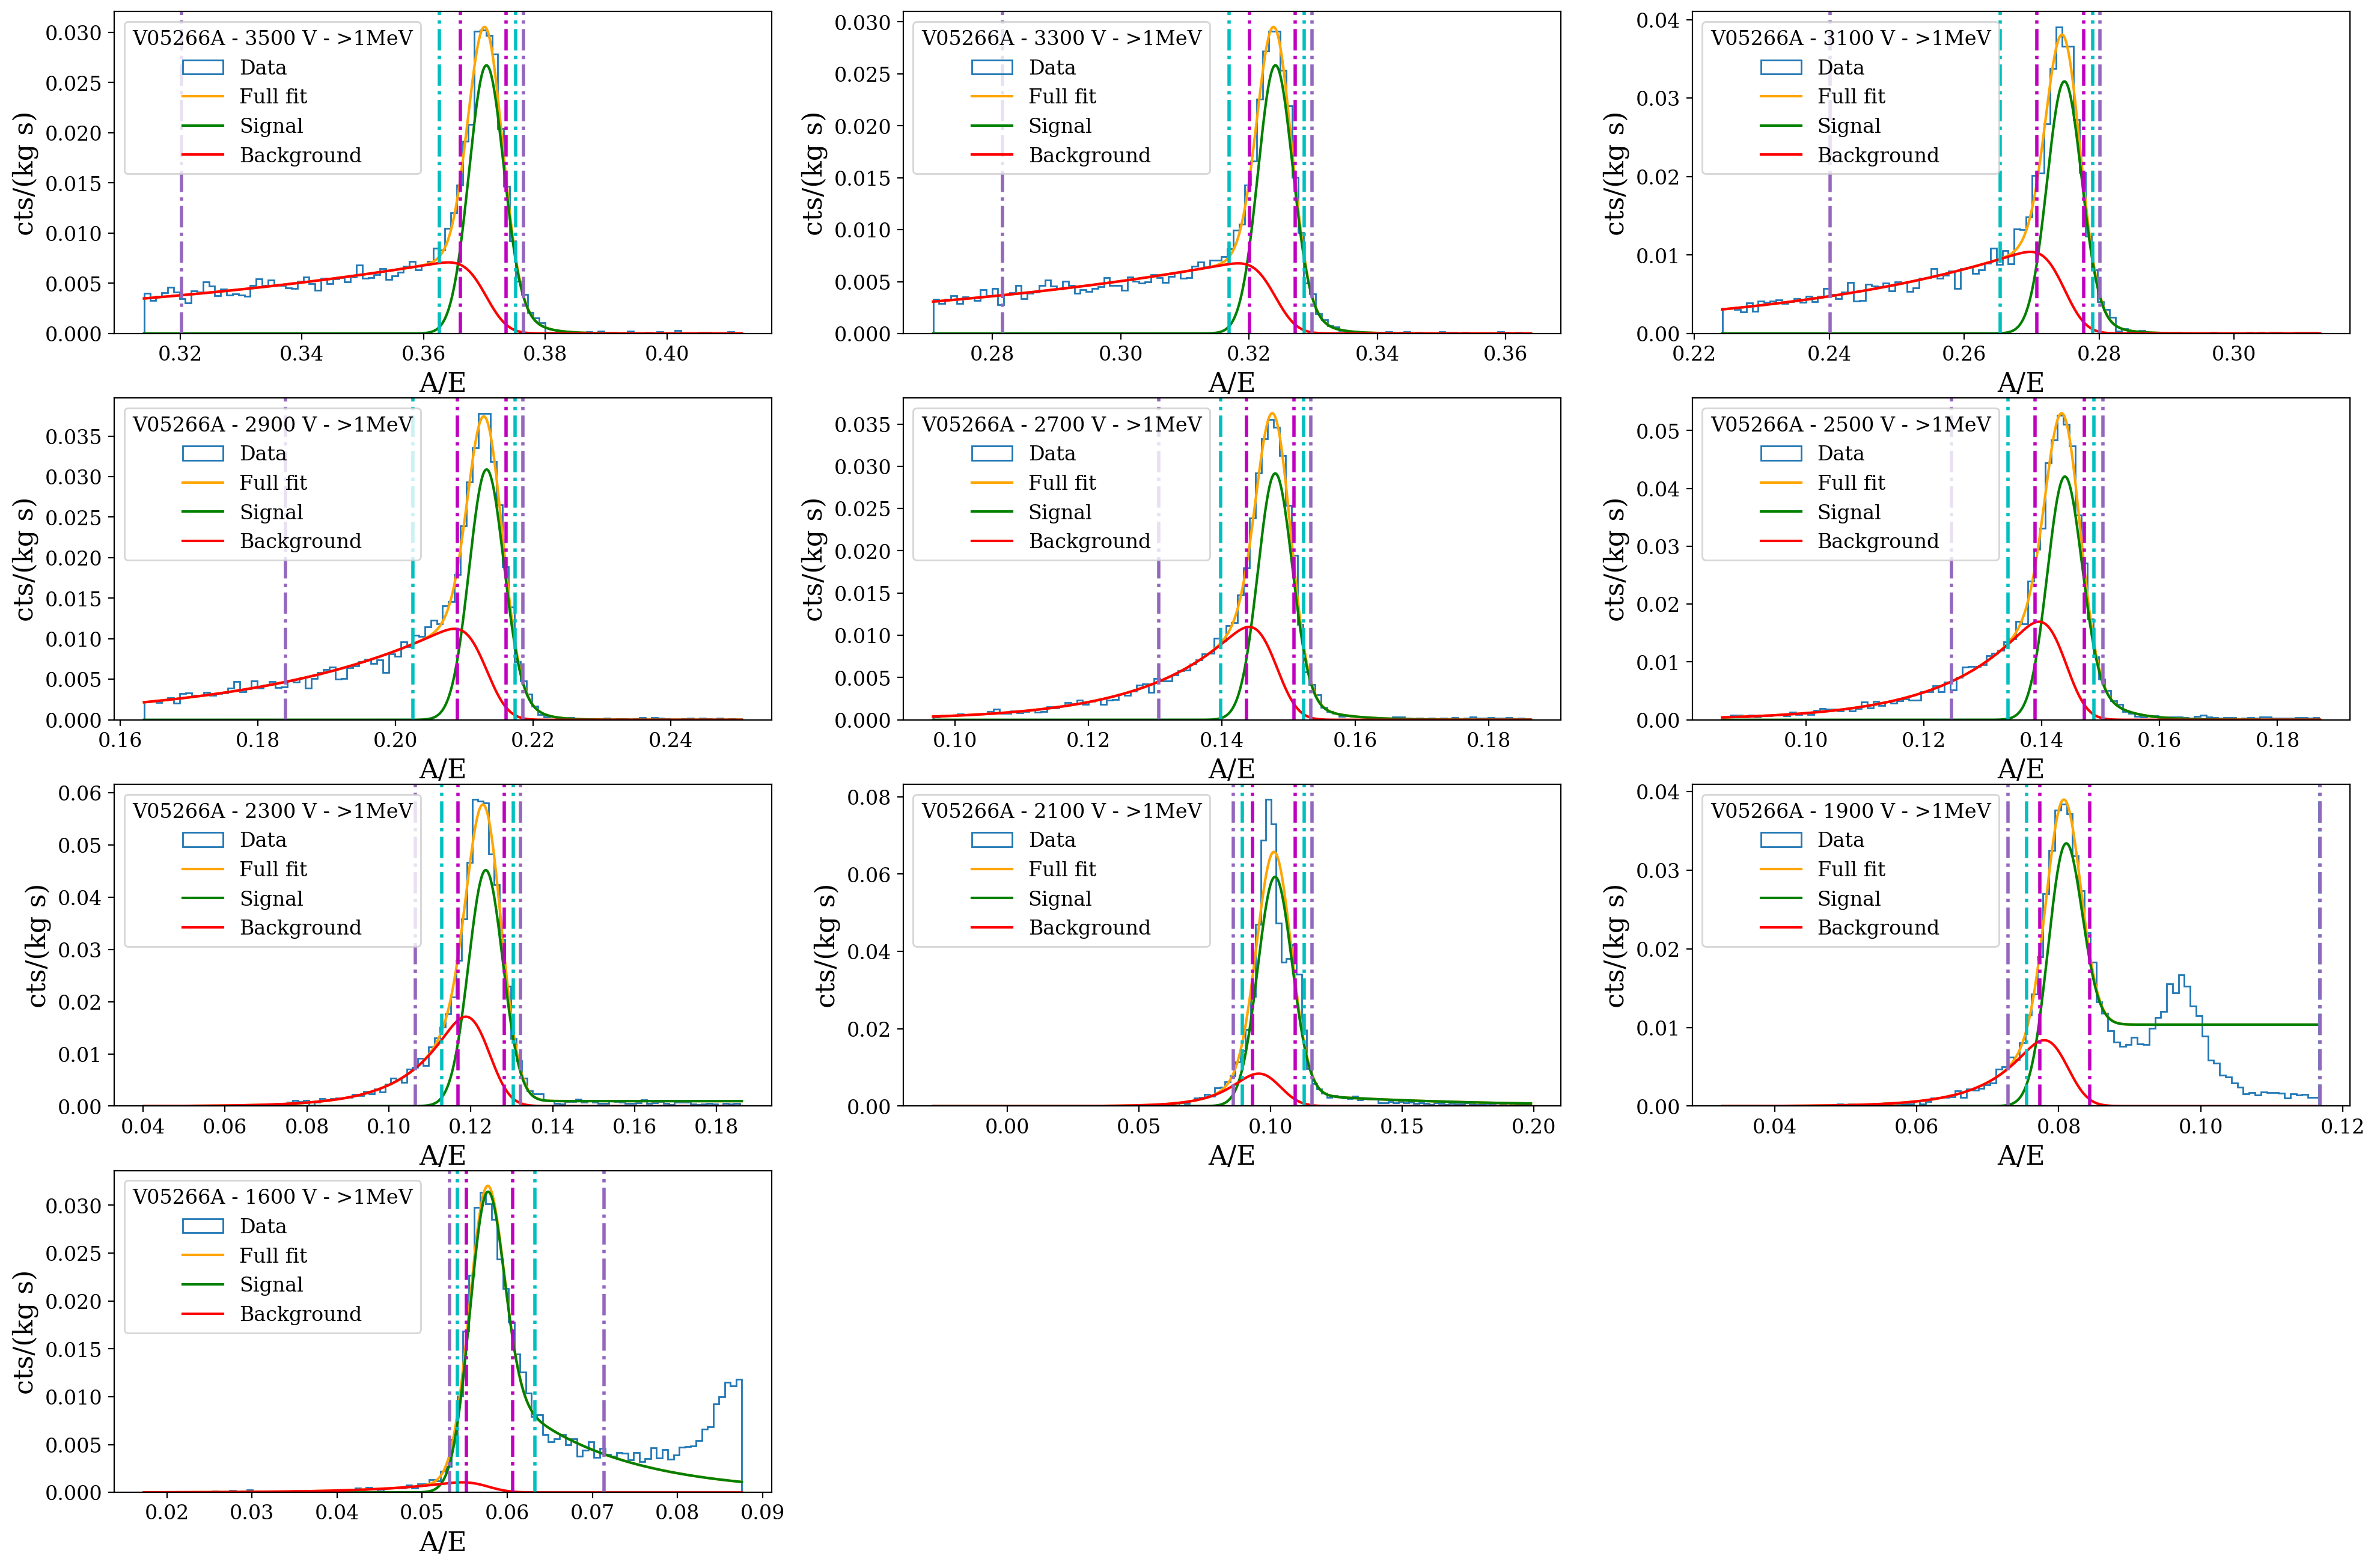 V05266A - 3500 V - >1MeV
Data
Full fit
Signal
Background
cts/(kg s)
0.030
0.025
0.020
0.015
0.010
0.005
0.000
0.32 0.34 0.36 0.38 0.40
A/E
V05266A - 3300 V - >1MeV
Data
Full fit
Signal
Background
cts/(kg s)
0.030
0.025
0.020
0.015
0.010
0.005
0.000
0.28 0.30 0.32 0.34 0.36
A/E
V05266A - 3100 V - >1MeV
Data
Full fit
Signal
Background
cts/(kg s)
0.04
0.03
0.02
0.01
0.00
0.22 0.24 0.26 0.28 0.30
A/E
V05266A - 2900 V - >1MeV
Data
Full fit
Signal
Background
cts/(kg s)
0.035
0.030
0.025
0.020
0.015
0.010
0.005
0.000
0.16 0.18 0.20 0.22 0.24
A/E
V05266A - 2700 V - >1MeV
Data
Full fit
Signal
Background
cts/(kg s)
0.035
0.030
0.025
0.020
0.015
0.010
0.005
0.000
0.10 0.12 0.14 0.16 0.18
A/E
V05266A - 2500 V - >1MeV
Data
Full fit
Signal
Background
cts/(kg s)
0.05
0.04
0.03
0.02
0.01
0.00
0.10 0.12 0.14 0.16 0.18
A/E
V05266A - 2300 V - >1MeV
Data
Full fit
Signal
Background
cts/(kg s)
0.06
0.05
0.04
0.03
0.02
0.01
0.00
0.04 0.06 0.08 0.10 0.12 0.14 0.16 0.18
A/E
V05266A - 2100 V - >1MeV
Data
Full fit
Signal
Background
cts/(kg s)
0.08
0.06
0.04
0.02
0.00
0.00 0.05 0.10 0.15 0.20
A/E
V05266A - 1900 V - >1MeV
Data
Full fit
Signal
Background
cts/(kg s)
0.04
0.03
0.02
0.01
0.00
0.04 0.06 0.08 0.10 0.12
A/E
V05266A - 1600 V - >1MeV
Data
Full fit
Signal
Background
cts/(kg s)
0.030
0.025
0.020
0.015
0.010
0.005
0.000
0.02 0.03 0.04 0.05 0.06 0.07 0.08 0.09
A/E